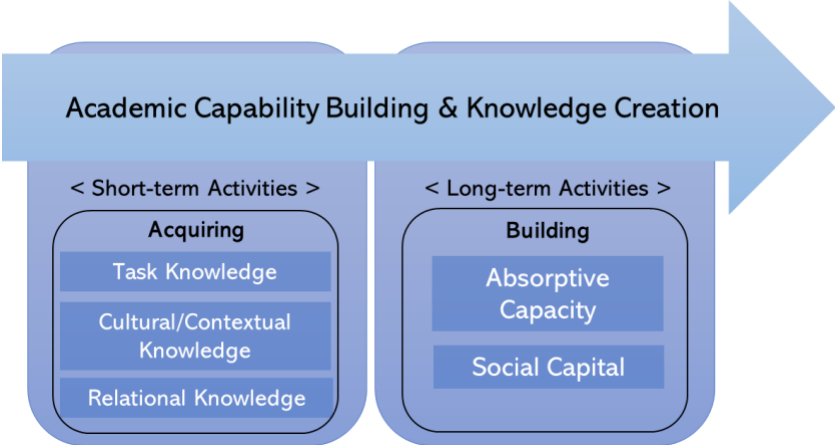 Academic Capability Building & Knowledge Creation
< Short-term Activities >
Acquiring
Task Knowledge
Cultural/Contextual
Knowledge
Relational Knowledge
< Long-term Activities >
Building
Absorptive
Capacity
Social Capital